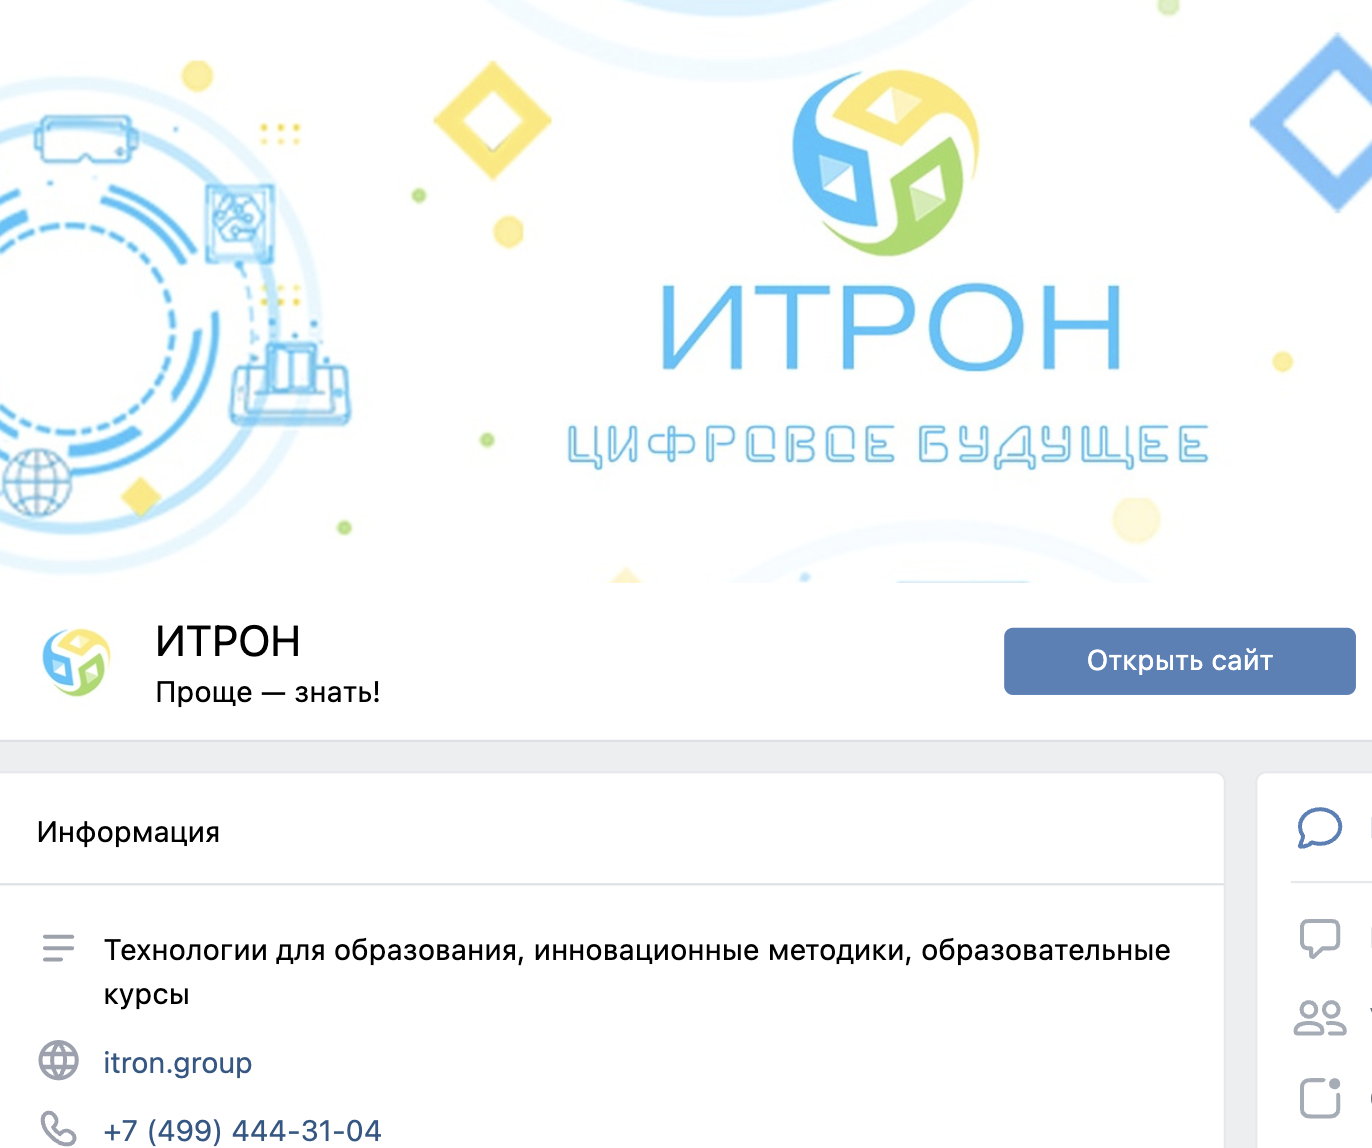 ИТРОН
ЦИФРОВОЕ БУДУЩЕЕ
ИТРОН
Проще — знать!
Открыть сайт
Информация
Технологии для образования, инновационные методики, образовательные
курсы
itron.group
+7 (499) 444-31-04